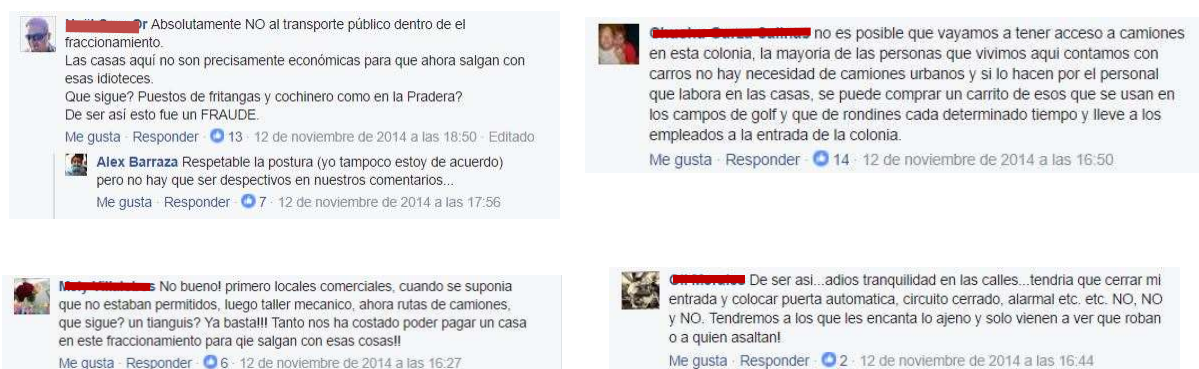 Absolutamente NO al transporte público dentro de el
fraccionamiento.
Las casas aquí no son precisamente económicas para que ahora salgan con
esas idioteces.
Que sigue? Puestos de fritangas y cochinero como en la Pradera?
De ser así esto fue un FRAUDE.
Me gusta · Responder · 13 · 12 de noviembre de 2014 a las 18:50 · Editado
Alex Barraza Respetable la postura (yo tampoco estoy de acuerdo)
pero no hay que ser despectivos en nuestros comentarios...
Me gusta · Responder · 7 · 12 de noviembre de 2014 a las 17:56
no es posible que vayamos a tener acceso a camiones
en esta colonia, la mayoria de las personas que vivimos aqui contamos con
carros no hay necesidad de camiones urbanos y si lo hacen por el personal
que labora en las casas, se puede comprar un carrito de esos que se usan en
los campos de golf y que de rondines cada determinado tiempo y lleve a los
empleados a la entrada de la colonia.
Me gusta · Responder · 14 · 12 de noviembre de 2014 a las 16:50
No bueno! primero locales comerciales, cuando se suponia
que no estaban permitidos, luego taller mecanico, ahora rutas de camiones,
que sigue? un tianguis? Ya basta!!! Tanto nos ha costado poder pagar un casa
en este fraccionamiento para qie salgan con esas cosas!!
Me gusta · Responder · 6 · 12 de noviembre de 2014 a las 16:27
De ser asi...adios tranquilidad en las calles...tendria que cerrar mi
entrada y colocar puerta automatica, circuito cerrado, alarmal etc. etc. NO, NO
y NO. Tendremos a los que les encanta lo ajeno y solo vienen a ver que roban
o a quien asaltan!
Me gusta · Responder · 2 · 12 de noviembre de 2014 a las 16:44